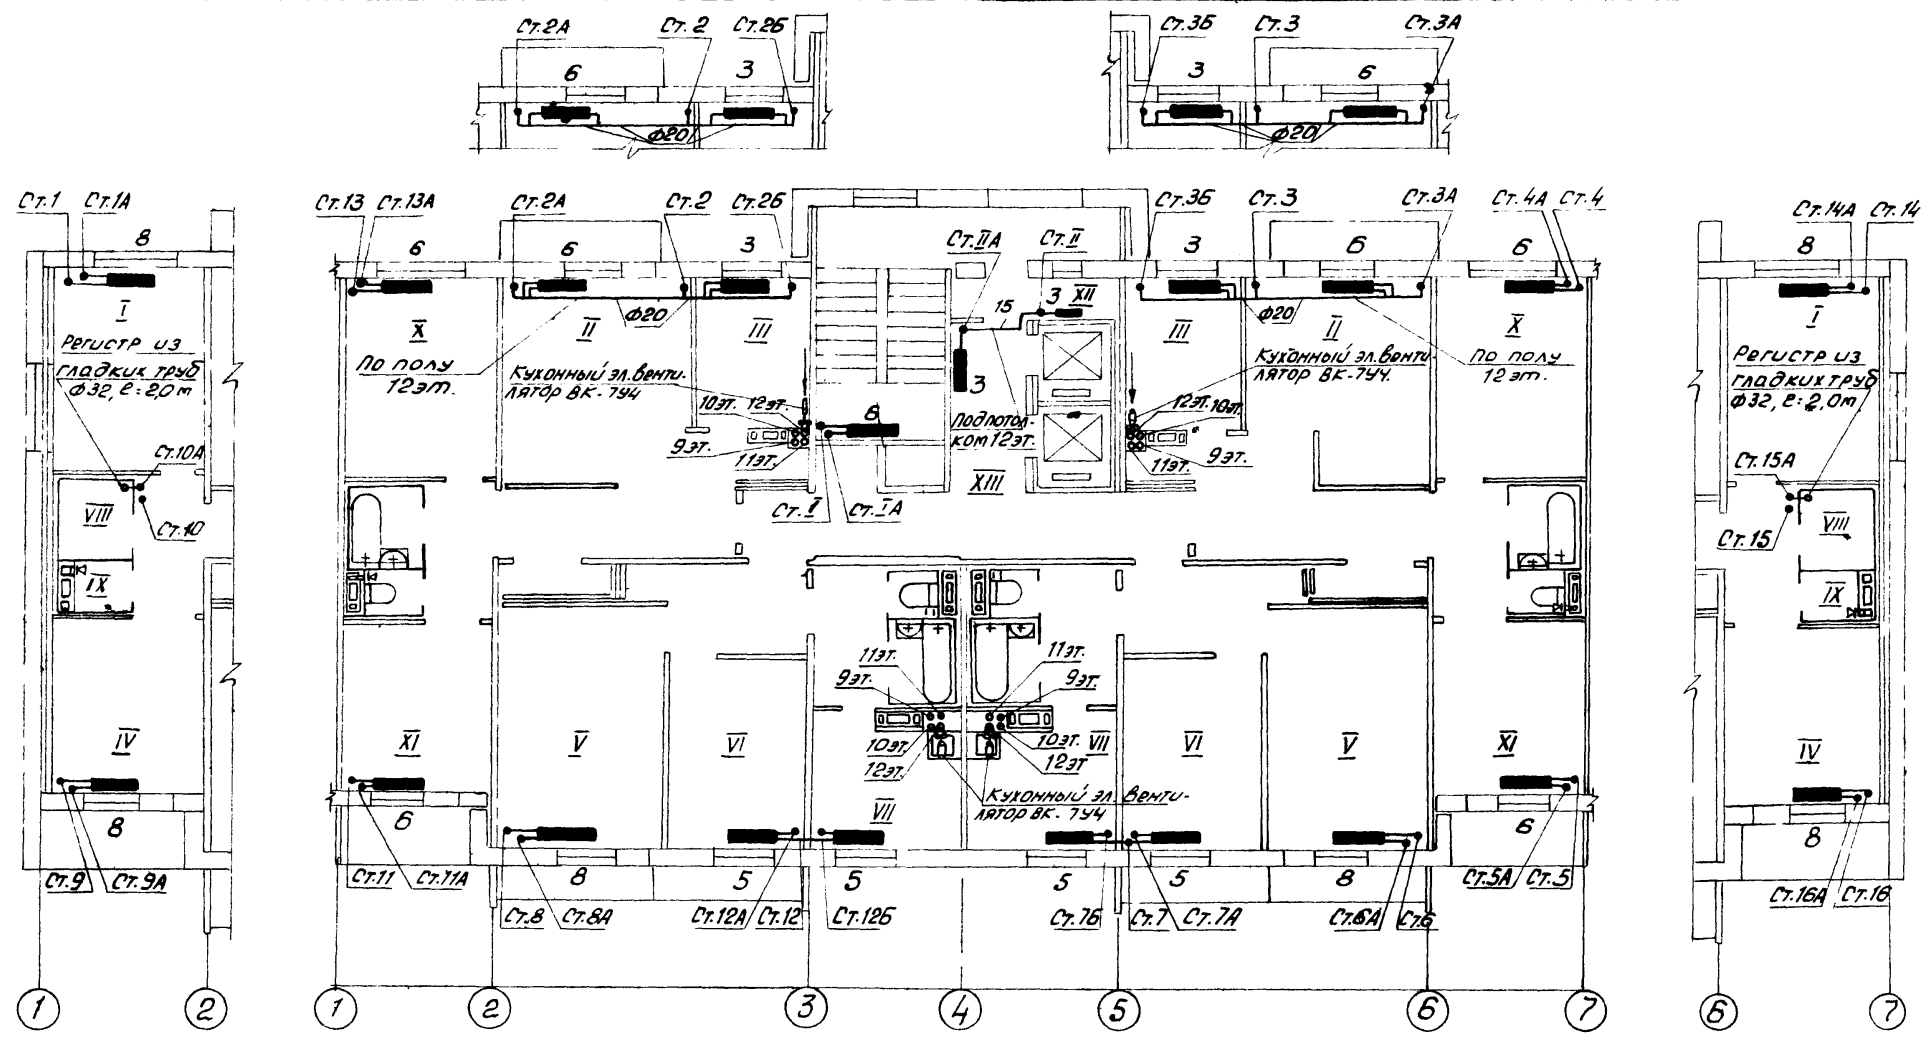 Ст.2А
Ст.2
Ст.2Б
6
3
Ф20
Ст.3Б
Ст.3
Ст.3А
3
6
Ф20
Ст.1
Ст.1А
8
I
Регистр из
гладких труб
Ф32, ℓ=2,0м
Ст.10А
VIII
Ст.10
IX
IV
8
Ст.9
Ст.9А
1
2
Ст.13
Ст.13А
Ст.2А
Ст.2
Ст.2Б
Ст.IIА
Ст.II
Ст.3Б
Ст.3
Ст.3А
Ст.4А
Ст.4
6
6
3
3
6
6
X
II
Ф20
III
15
3
XII
III
Ф20
II
X
По полу
12эт.
Кухонный эл.венти-
лятор ВК-7У4
10эт.
12эт.
9эт.
11эт.
6
3
Под потол-
ком 12эт.
Кухонный эл.венти-
лятор ВК-7У4.
По полу
12эт.
12эт.
10эт.
11эт.
9эт.
XIII
Ст.I
Ст.IА
11эт.
9эт.
10эт.
12эт.
11эт.
9эт.
10эт.
12эт
XI
V
VI
VII
VII
VI
V
XI
Кухонный эл. венти-
лятор ВК-7У4
6
8
5
5
5
5
8
6
Ст.11
Ст.11А
Ст.8
Ст.8А
Ст.12А
Ст.12
Ст.12Б
Ст.7Б
Ст.7
Ст.7А
Ст.6А
Ст.6
Ст.5А
Ст.5
1
2
3
4
5
6
7
Ст.14А
Ст.14
8
I
Регистр из
гладких труб
Ф32, ℓ=2,0м
Ст.15А
VIII
Ст.15
IX
IV
8
Ст.16А
Ст.16
6
7